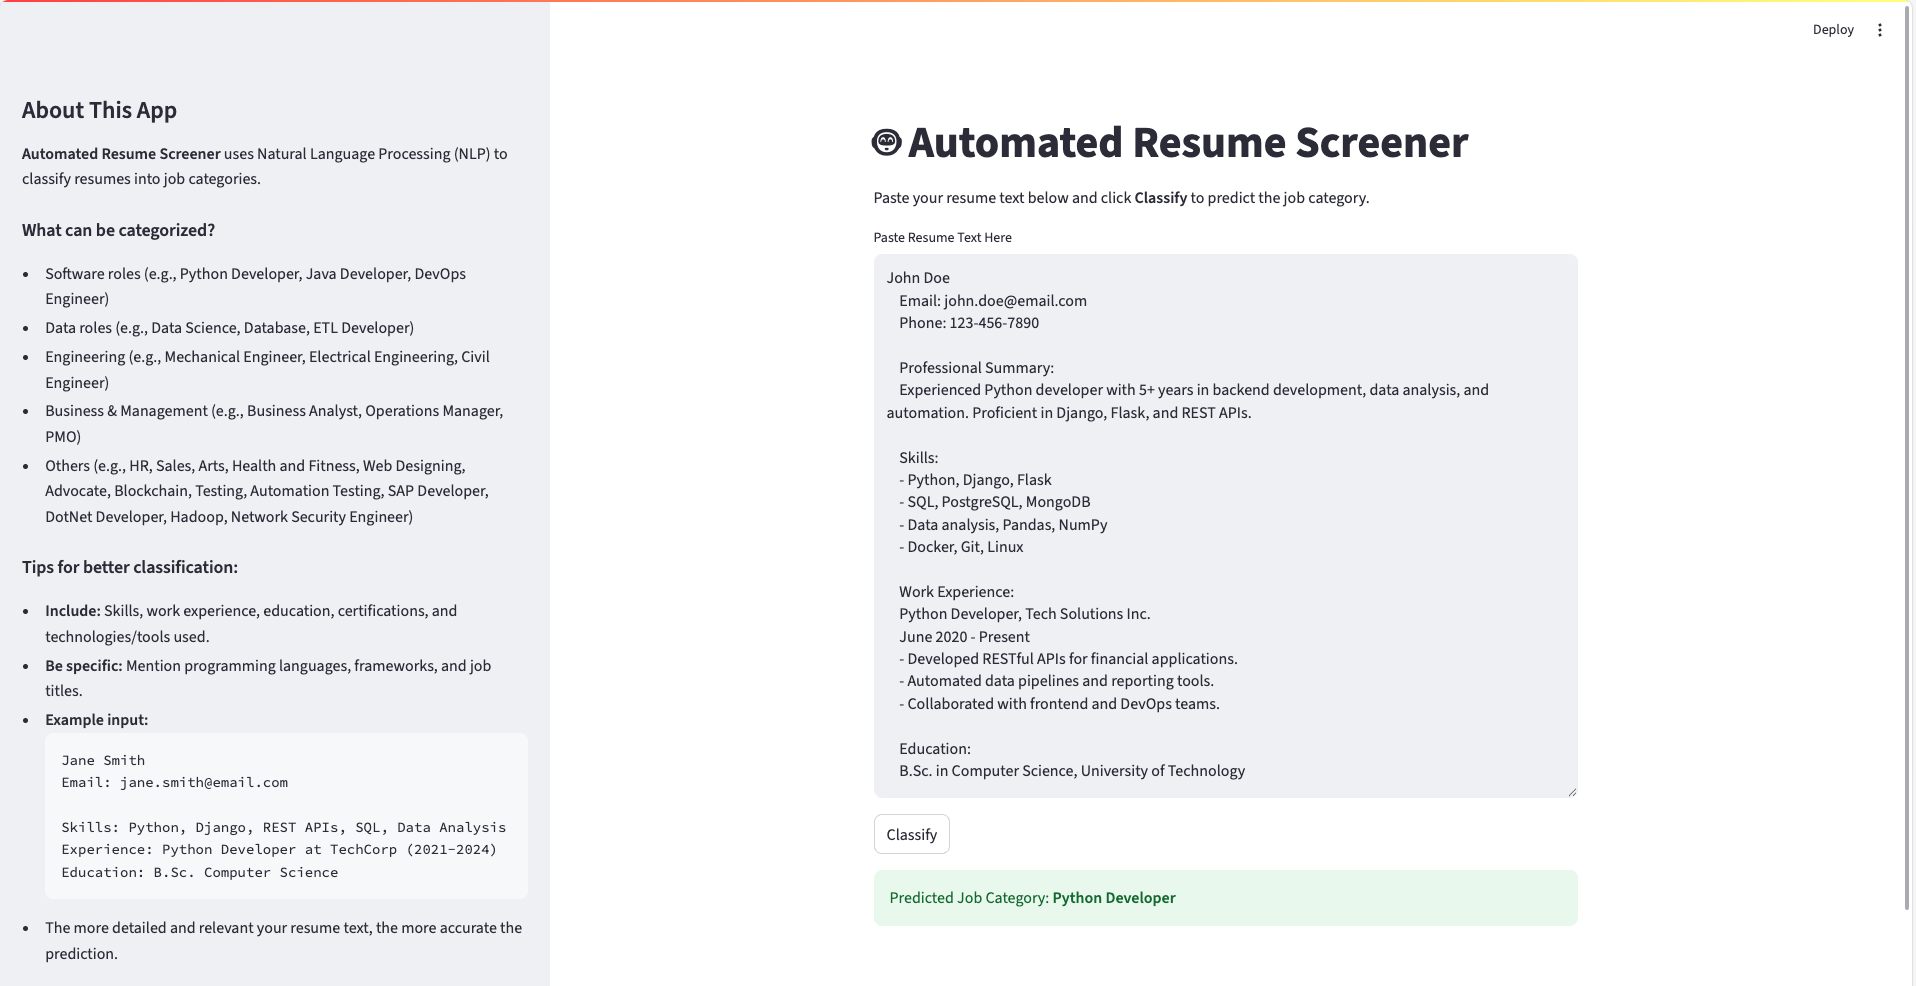 Deploy
About This App
Automated Resume Screener uses Natural Language Processing (NLP) to
classify resumes into job categories.
What can be categorized?
• Software roles (e.g., Python Developer, Java Developer, DevOps
Engineer)
• Data roles (e.g., Data Science, Database, ETL Developer)
• Engineering (e.g., Mechanical Engineer, Electrical Engineering, Civil
Engineer)
• Business & Management (e.g., Business Analyst, Operations Manager,
PMO)
• Others (e.g., HR, Sales, Arts, Health and Fitness, Web Designing,
Advocate, Blockchain, Testing, Automation Testing, SAP Developer,
DotNet Developer, Hadoop, Network Security Engineer)
Tips for better classification:
• Include: Skills, work experience, education, certifications, and
technologies/tools used.
• Be specific: Mention programming languages, frameworks, and job
titles.
• Example input:
Jane Smith
Email: jane.smith@email.com
Skills: Python, Django, REST APIs, SQL, Data Analysis
Experience: Python Developer at TechCorp (2021-2024)
Education: B.Sc. Computer Science
• The more detailed and relevant your resume text, the more accurate the
prediction.
Automated Resume Screener
Paste your resume text below and click Classify to predict the job category.
Paste Resume Text Here
John Doe
Email: john.doe@email.com
Phone: 123-456-7890
Professional Summary:
Experienced Python developer with 5+ years in backend development, data analysis, and
automation. Proficient in Django, Flask, and REST APIs.
Skills:
- Python, Django, Flask
- SQL, PostgreSQL, MongoDB
- Data analysis, Pandas, NumPy
- Docker, Git, Linux
Work Experience:
Python Developer, Tech Solutions Inc.
June 2020 - Present
- Developed RESTful APIs for financial applications.
- Automated data pipelines and reporting tools.
- Collaborated with frontend and DevOps teams.
Education:
B.Sc. in Computer Science, University of Technology
Classify
Predicted Job Category: Python Developer